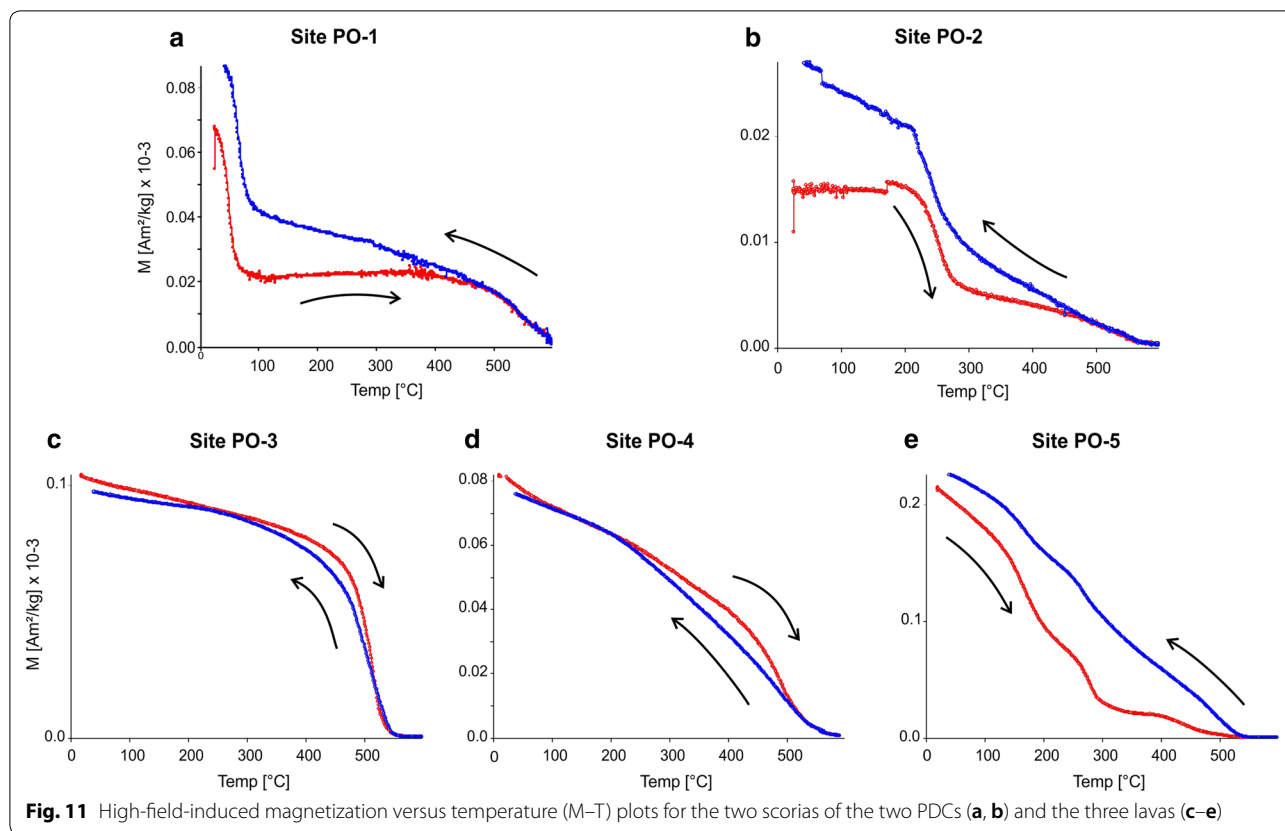 a Site PO-1
b Site PO-2
M [Am²/kg] x 10-3
0.08
0.06
0.04
0.02
0.00
0 100 200 300 400 500
Temp [°C]
0.02
0.01
0.00
0 100 200 300 400 500
Temp [°C]
c Site PO-3
d Site PO-4
e Site PO-5
M [Am²/kg] x 10-3
0.1
0.0
0 100 200 300 400 500
Temp [°C]
0.08
0.06
0.04
0.02
0.00
0 100 200 300 400 500
Temp [°C]
0.2
0.1
0.0
0 100 200 300 400 500
Temp [°C]
Fig. 11 High-field-induced magnetization versus temperature (M–T) plots for the two scorias of the two PDCs (a, b) and the three lavas (c–e)